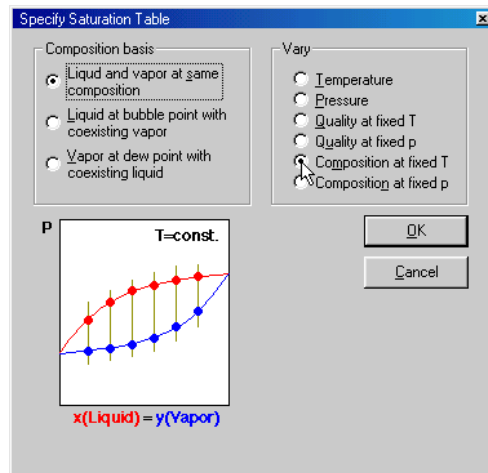 Specify Saturation Table
Composition basis
Liqud and vapor at same
composition
Liquid at bubble point with
coexisting vapor
Vapor at dew point with
coexisting liquid
Vary
Temperature
Pressure
Quality at fixed T
Quality at fixed p
Composition at fixed T
Composition at fixed p
OK
Cancel
P
T=const.
x(Liquid) = y(Vapor)